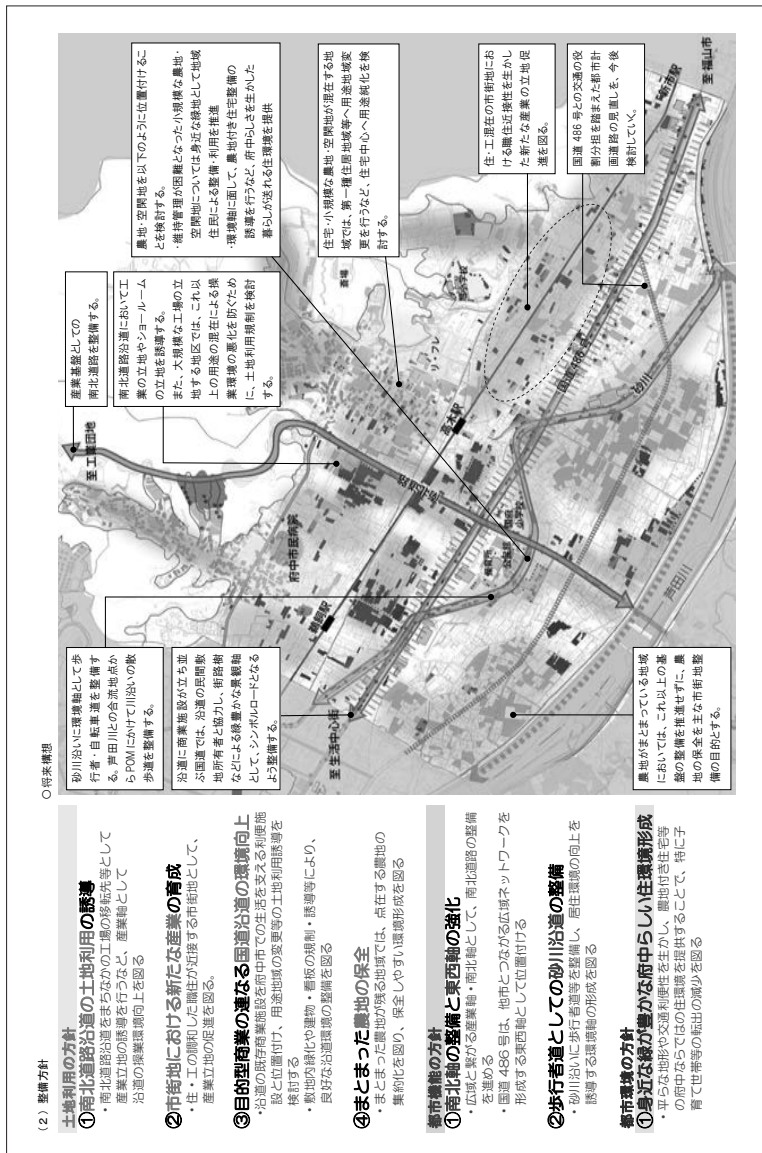 （２）整備方針
土地利用の方針
①南北道路沿道の土地利用の誘導
・南北道路沿道をまちなかの工場の移転先等として
産業立地の誘導を行うなど、産業軸として
沿道の操業環境向上を図る
②市街地における新たな産業の育成
・住・工の調和した職住が近接する市街地として、
産業立地の促進を図る。
③目的型商業の連なる国道沿道の環境向上
・沿道の既存商業施設を府中市での生活を支える利便施
設と位置付け、用途地域の変更等の土地利用誘導を
検討する
・敷地内緑化や建物・看板の規制・誘導等により、
良好な沿道環境の整備を図る
④まとまった農地の保全
・まとまった農地が残る地域では、点在する農地の
集約化を図り、保全しやすい環境形成を図る
都市機能の方針
①南北軸の整備と東西軸の強化
・広域と繋がる産業軸・南北軸として、南北道路の整備
を進める
・国道486号は、他市とつながる広域ネットワークを
形成する東西軸として位置付ける
②歩行者道としての砂川沿道の整備
・砂川沿いに歩行者道等を整備し、居住環境の向上を
誘導する環境軸の形成を図る
都市環境の方針
①身近な緑が豊かな府中らしい住環境形成
・平らな地形や交通利便性を生かし、農地付き住宅等
の府中ならではの住環境を提供することで、特に子
育て世帯等の転出の減少を図る
○将来構想
砂川沿いに環境軸として歩
行者・自転車道を整備す
る。芦田川との合流地点か
らPOMにかけて川沿いの散
歩道を整備する。
沿道に商業施設が立ち並
ぶ国道では、沿道の民間敷
地所有者と協力し、街路樹
などによる緑豊かな景観軸
として、シンボルロードとなる
よう整備する。
農地がまとまっている地域
においては、これ以上の基
盤の整備を推進せずに、農
地の保全を主な市街地整
備の目的とする。
産業基盤としての
南北道路を整備する。
南北道路沿道において工
業の立地やショールーム
の立地を誘導する。
また、大規模な工場の立
地する地区では、これ以
上の用途の混在による操
業環境の悪化を防ぐため
に、土地利用規制を検討
する。
農地・空閑地を以下のように位置付けるこ
とを検討する。
・維持管理が困難となった小規模な農地・
空閑地については身近な緑地として地域
住民による整備・利用を推進
・環境軸に面して、農地付き住宅整備の
誘導を行うなど、府中らしさを生かした
暮らしが送れる住環境を提供
住宅・小規模な農地・空閑地が混在する地
域では、第一種住居地域等へ用途地域変
更を行うなど、住宅中心へ用途純化を検
討する。
住・工混在の市街地にお
ける職住近接性を生かし
た新たな産業の立地促
進を図る。
国道486号との交通の役
割分担を踏まえた都市計
画道路の見直しを、今後
検討していく。
至工業団地
府中市民病院
鵜飼駅
至生活中心街
南北道路
高木駅
リ・フレ
斎場
国道486号
砂川
芦田川
新市駅
至福山市